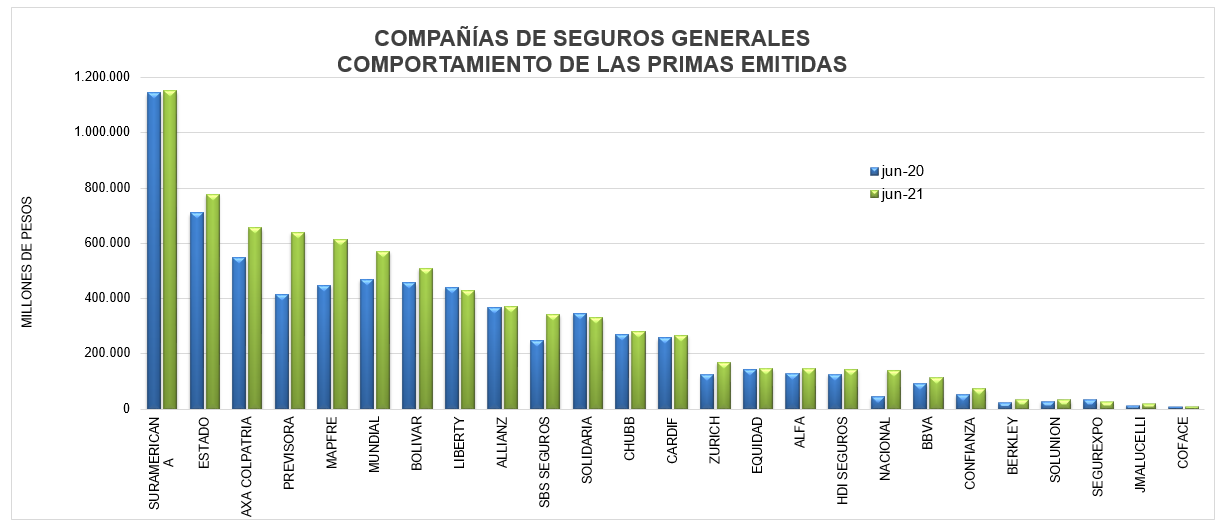 COMPAÑÍAS DE SEGUROS GENERALES
COMPORTAMIENTO DE LAS PRIMAS EMITIDAS
MILLONES DE PESOS
1.200.000
1.000.000
800.000
600.000
400.000
200.000
0
jun-20
jun-21
SURAMERICAN
A
ESTADO
AXA COLPATRIA
PREVISORA
MAPFRE
MUNDIAL
BOLIVAR
LIBERTY
ALLIANZ
SBS SEGUROS
SOLIDARIA
CHUBB
CARDIF
ZURICH
EQUIDAD
ALFA
HDI SEGUROS
NACIONAL
BBVA
CONFIANZA
BERKLEY
SOLUNION
SEGUREXPO
JMALUCELLI
COFACE